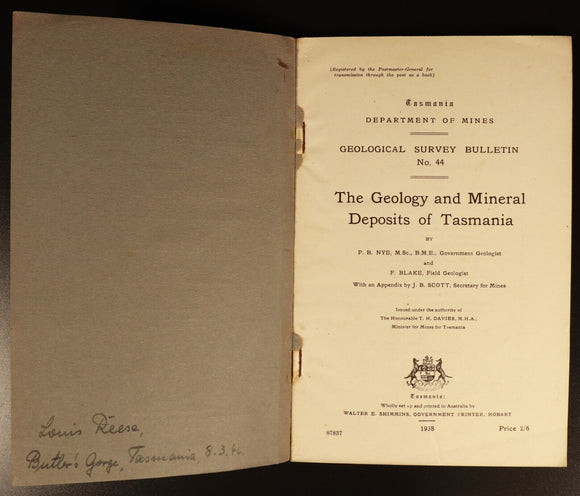 (Registered by the Postmaster-General for
transmission through the post as a book)
Tasmania
DEPARTMENT OF MINES
GEOLOGICAL SURVEY BULLETIN
No. 44
The Geology and Mineral
Deposits of Tasmania
BY
P. B. NYE, M.Sc., B.M.E., Government Geologist
and
F. BLAKE, Field Geologist
With an Appendix by J. B. SCOTT, Secretary for Mines
Issued under the authority of
The Honourable T. H. DAVIES, M.H.A.,
Minister for Mines for Tasmania
Tasmania:
Wholly set up and printed in Australia by
WALTER E. SHIMMINS, GOVERNMENT PRINTER, HOBART
87837
1938
Price 2/6
Louis Reese,
Butler's Gorge, Tasmania, 8.3.46.